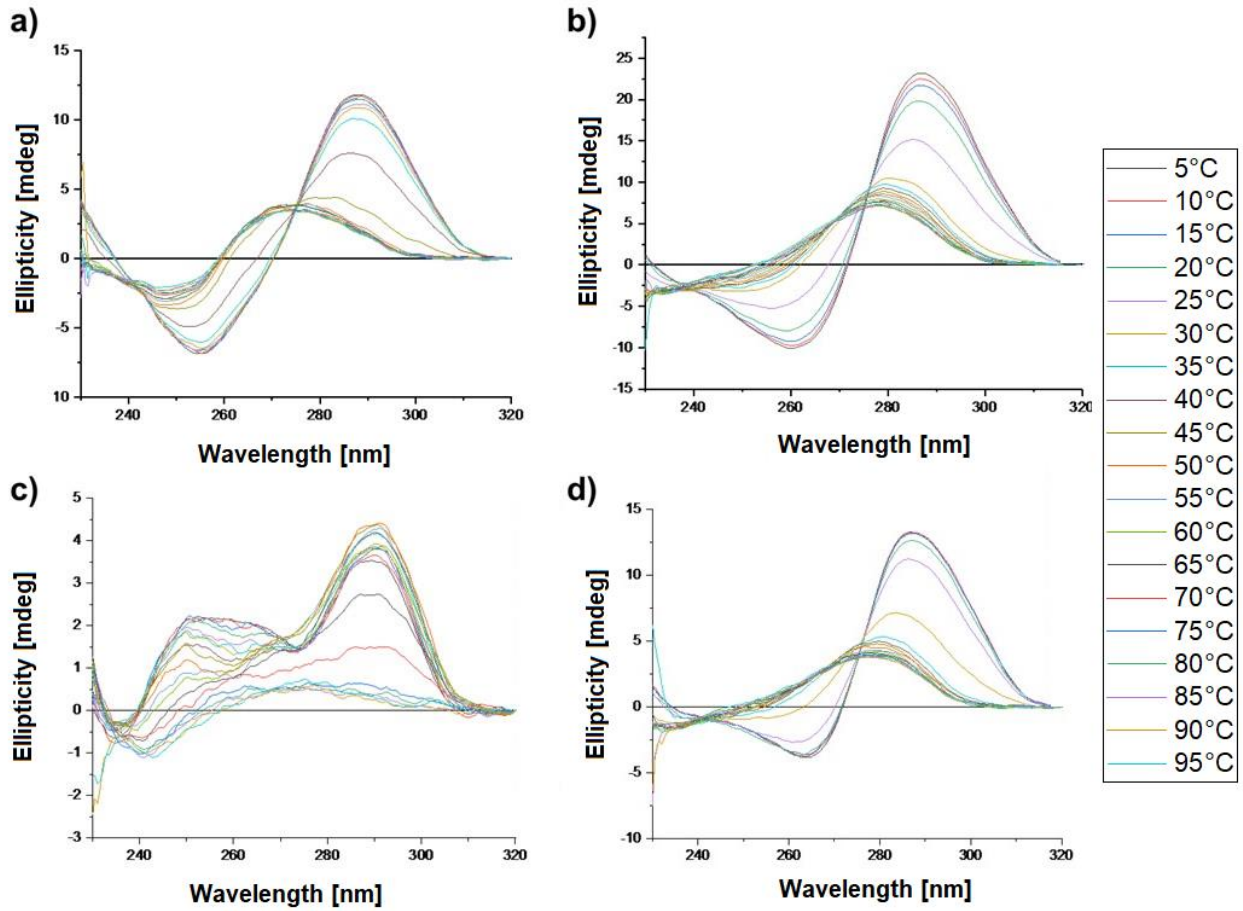 a)
15
10
5
0
-5
10
240
260
280
300
320
Ellipticity [mdeg]
Wavelength [nm]
b)
25
20
15
10
5
0
-5
-10
-15
240
260
280
300
320
Ellipticity [mdeg]
Wavelength [nm]
c)
5
4
3
2
1
0
-1
-2
-3
240
260
280
300
320
Ellipticity [mdeg]
Wavelength [nm]
d)
15
10
5
0
-5
-10
240
260
280
300
320
Ellipticity [mdeg]
Wavelength [nm]
5°C
10°C
15°C
20°C
25°C
30°C
35°C
40°C
45°C
50°C
55°C
60°C
65°C
70°C
75°C
80°C
85°C
90°C
95°C